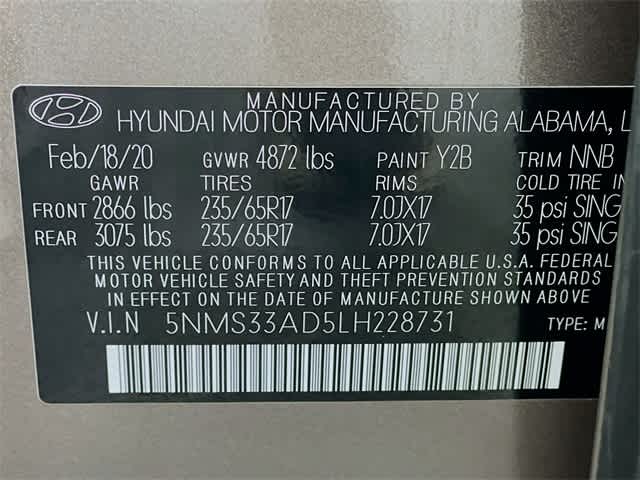 MANUFACTURED BY
HYUNDAI MOTOR MANUFACTURING ALABAMA, L
Feb/18/20 GVWR 4872 lbs PAINT Y2B TRIM NNB
GAWR TIRES RIMS COLD TIRE IN
FRONT 2866 lbs 235/65R17 7.0JX17 35 psi SING
REAR 3075 lbs 235/65R17 7.0JX17 35 psi SING
THIS VEHICLE CONFORMS TO ALL APPLICABLE U.S.A. FEDERAL
MOTOR VEHICLE SAFETY AND THEFT PREVENTION STANDARDS
IN EFFECT ON THE DATE OF MANUFACTURE SHOWN ABOVE
V.I.N 5NMS33AD5LH228731 TYPE: M